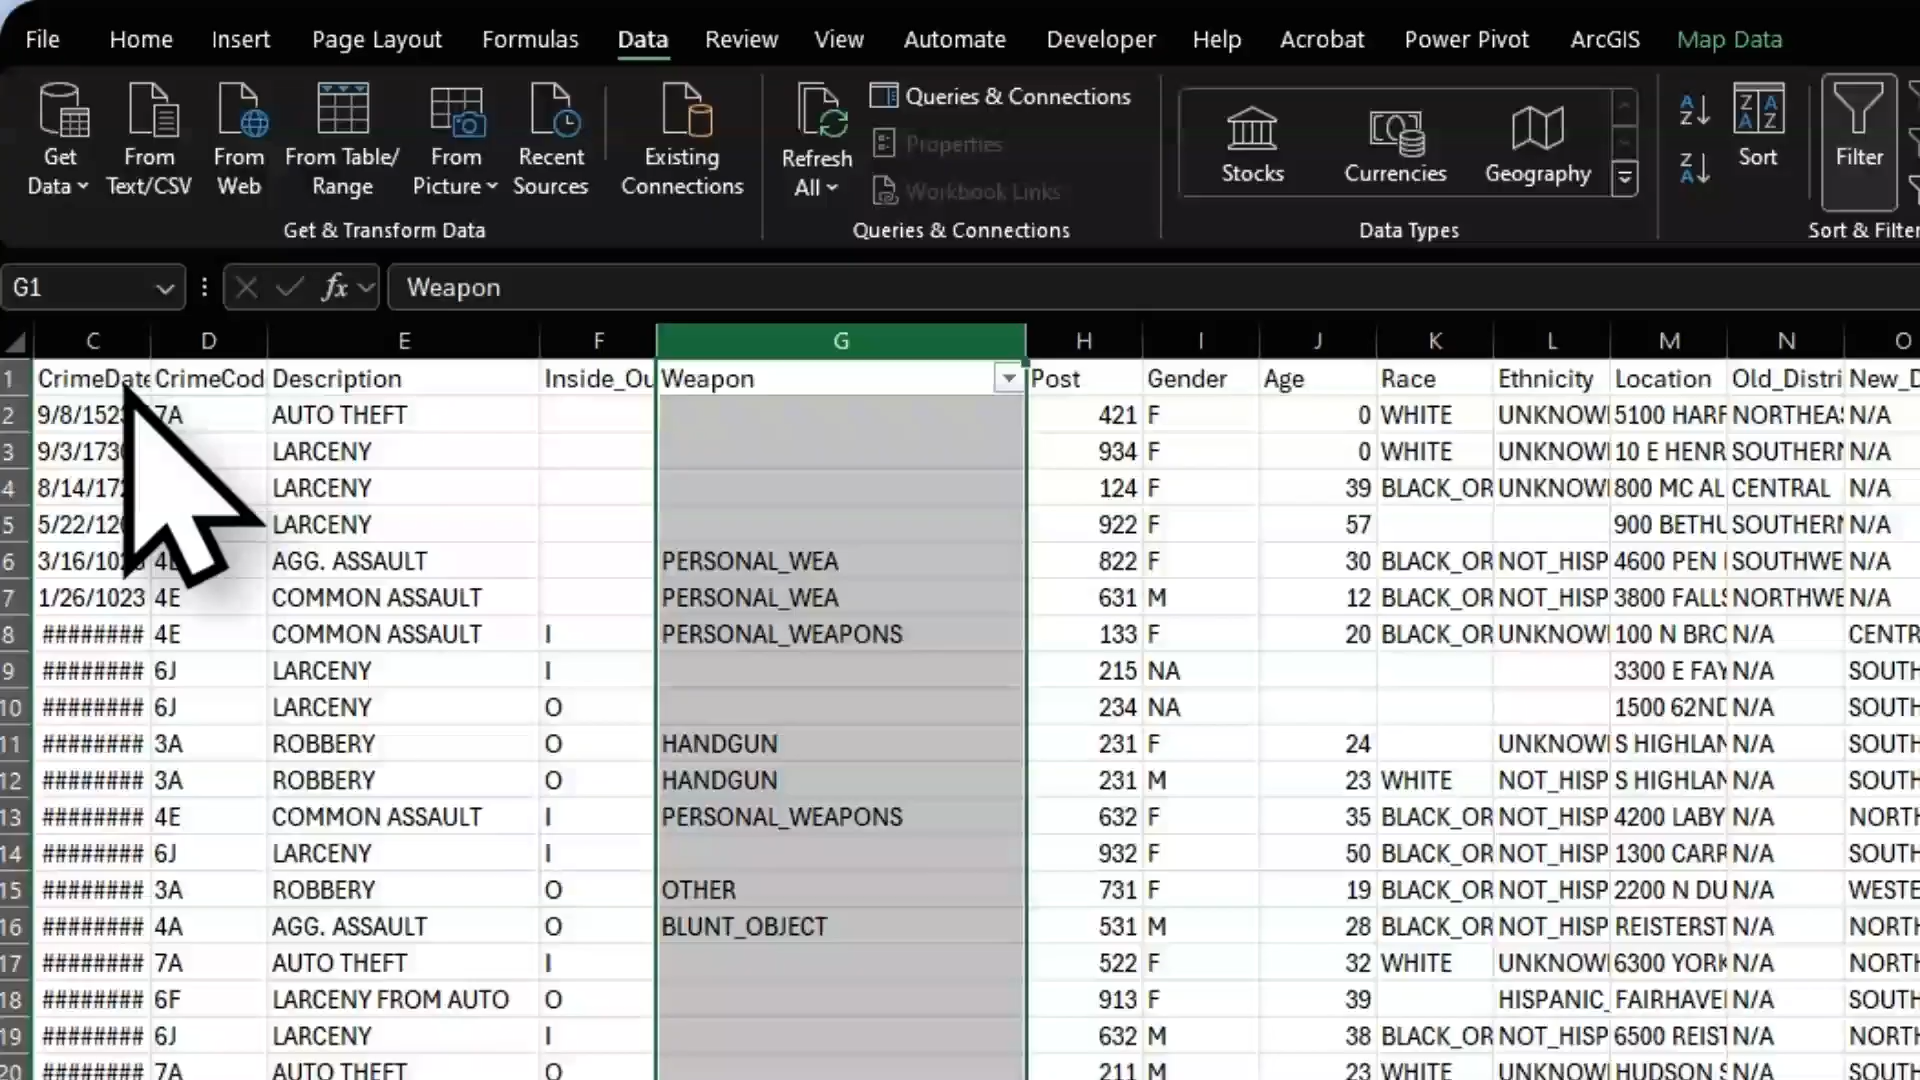 File Home Insert Page Layout Formulas Data Review View Automate Developer Help Acrobat Power Pivot ArcGIS Map Data
Get Data From Text/CSV From Web From Table/ Range From Picture Recent Sources Existing Connections Refresh All Queries & Connections Properties Workbook Links Stocks Currencies Geography Sort Filter
Get & Transform Data Queries & Connections Data Types Sort & Filter
G1 fx Weapon
C D E F G H I J K L M N O
1 CrimeDate CrimeCod Description Inside_Ou Weapon Post Gender Age Race Ethnicity Location Old_Distri New_D
2 9/8/152 7A AUTO THEFT 421 F 0 WHITE UNKNOW 5100 HARF NORTHEA N/A
3 9/3/173 LARCENY 934 F 0 WHITE UNKNOW 10 E HENR SOUTHER N/A
4 8/14/17 LARCENY 124 F 39 BLACK_OR UNKNOW 800 MC AL CENTRAL N/A
5 5/22/12 LARCENY 922 F 57 900 BETHU SOUTHER N/A
6 3/16/102 AGG. ASSAULT PERSONAL_WEA 822 F 30 BLACK_OR NOT_HISP 4600 PEN SOUTHWE N/A
7 1/26/1023 4E COMMON ASSAULT PERSONAL_WEA 631 M 12 BLACK_OR NOT_HISP 3800 FALLS NORTHWE N/A
8 ######## 4E COMMON ASSAULT I PERSONAL_WEAPONS 133 F 20 BLACK_OR UNKNOW 100 N BRO N/A CENTR
9 ######## 6J LARCENY I 215 NA 3300 E FAY N/A SOUTH
10 ######## 6J LARCENY O 234 NA 1500 62ND N/A SOUTH
11 ######## 3A ROBBERY O HANDGUN 231 F 24 UNKNOW S HIGHLAN N/A SOUTH
12 ######## 3A ROBBERY O HANDGUN 231 M 23 WHITE NOT_HISP S HIGHLAN N/A SOUTH
13 ######## 4E COMMON ASSAULT I PERSONAL_WEAPONS 632 F 35 BLACK_OR NOT_HISP 4200 LABY N/A NORTH
14 ######## 6J LARCENY I 932 F 50 BLACK_OR NOT_HISP 1300 CARR N/A SOUTH
15 ######## 3A ROBBERY O OTHER 731 F 19 BLACK_OR NOT_HISP 2200 N DU N/A WESTE
16 ######## 4A AGG. ASSAULT O BLUNT_OBJECT 531 M 28 BLACK_OR NOT_HISP REISTERST N/A NORTH
17 ######## 7A AUTO THEFT I 522 F 32 WHITE UNKNOW 6300 YORK N/A NORTH
18 ######## 6F LARCENY FROM AUTO O 913 F 39 HISPANIC_ FAIRHAVE N/A SOUTH
19 ######## 6J LARCENY I 632 M 38 BLACK_OR NOT_HISP 6500 REIST N/A NORTH
20 ######## 7A AUTO THEFT O 211 M 23 WHITE UNKNOW HUDSON S N/A SOUTH